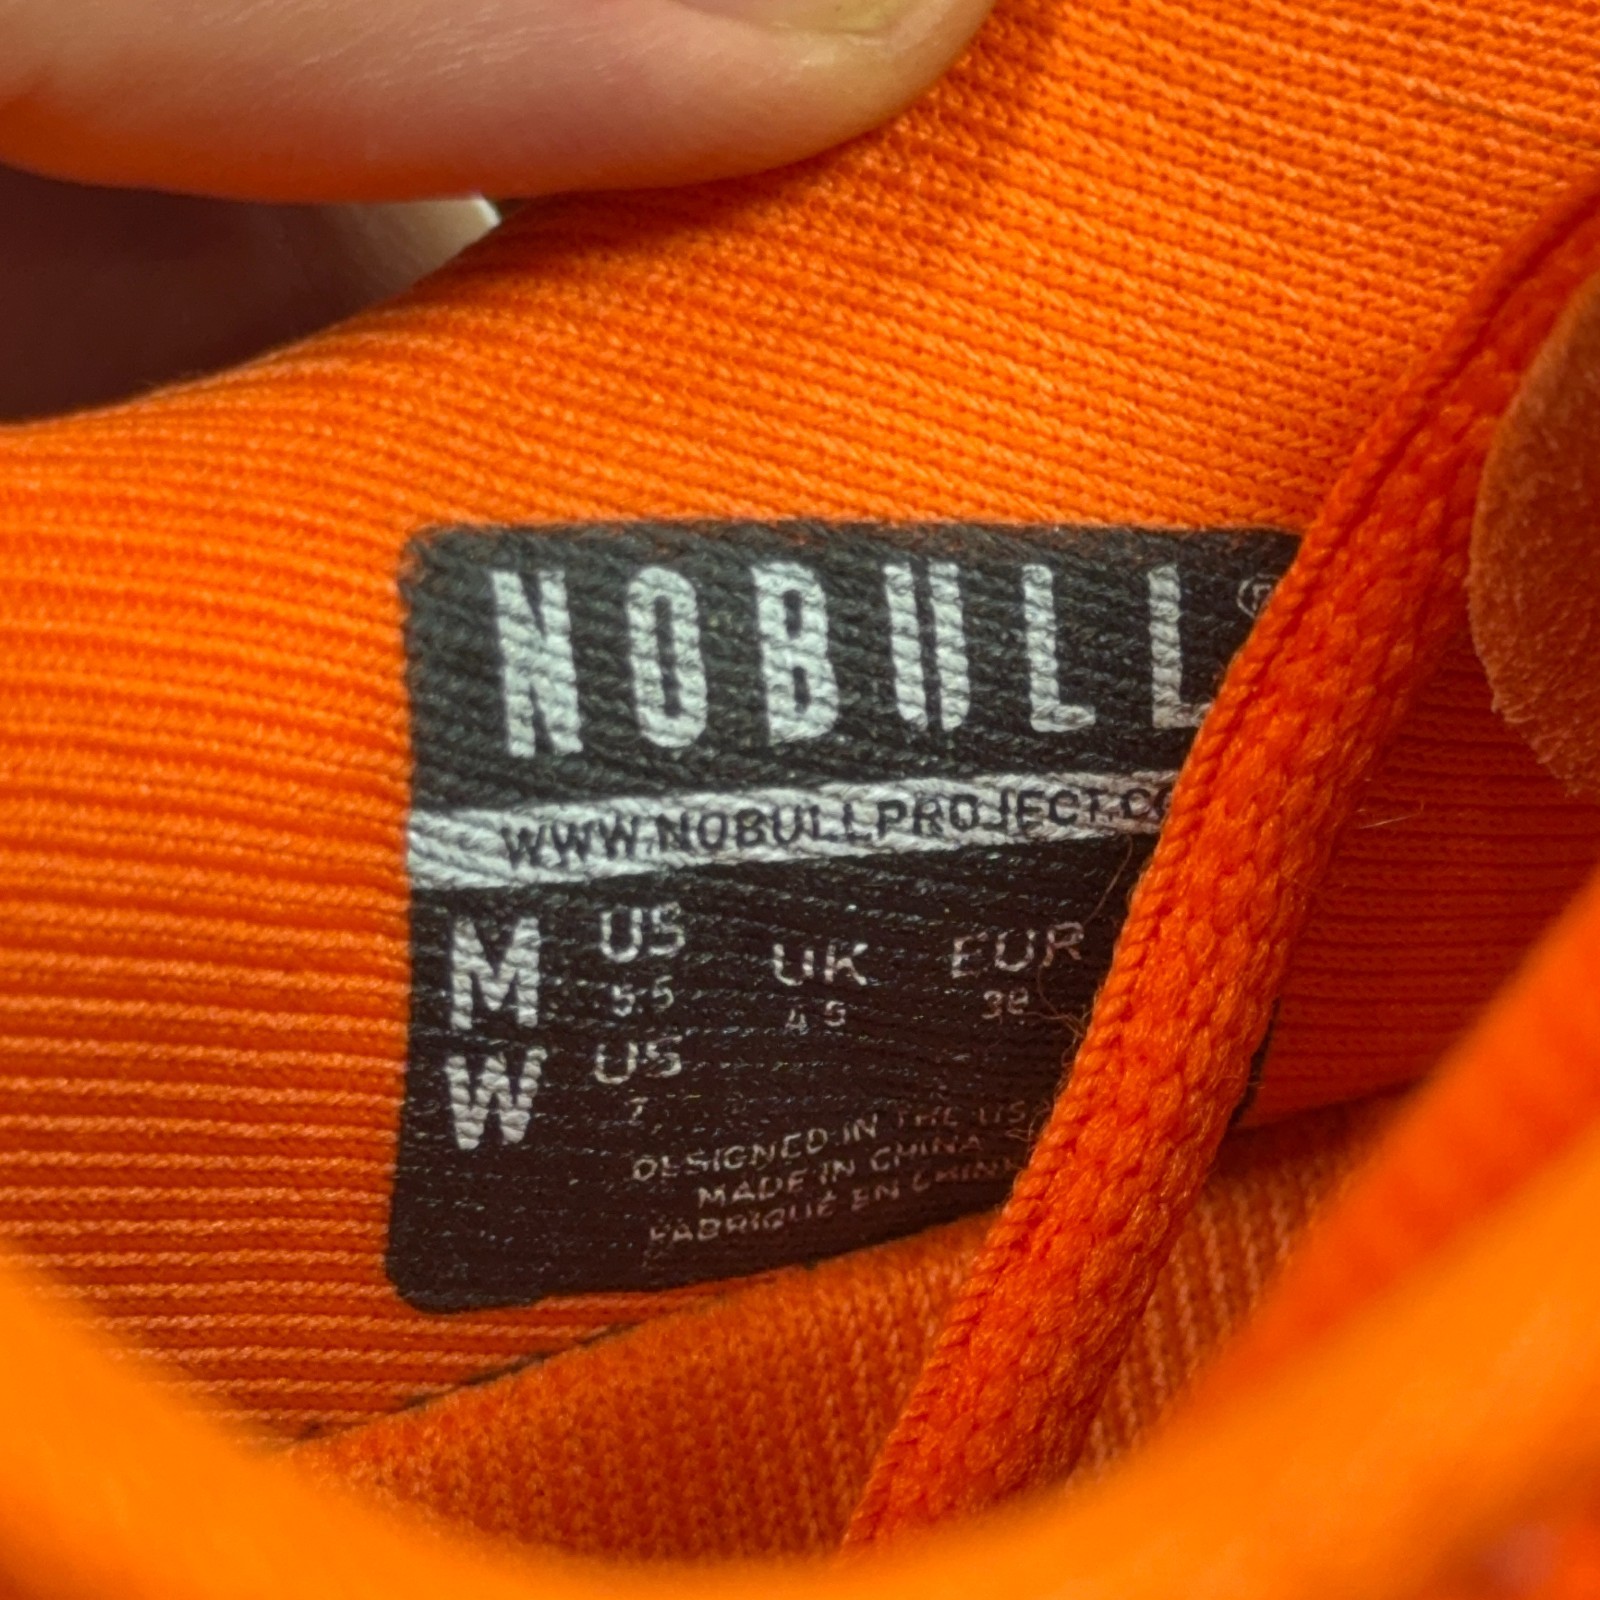 NOBULL®
WWW.NOBULLPROJECT.CO
M US UK EUR
5.5 4.5 38
W US
7
DESIGNED IN THE US
MADE IN CHINA
FABRIQUÉ EN CHINE